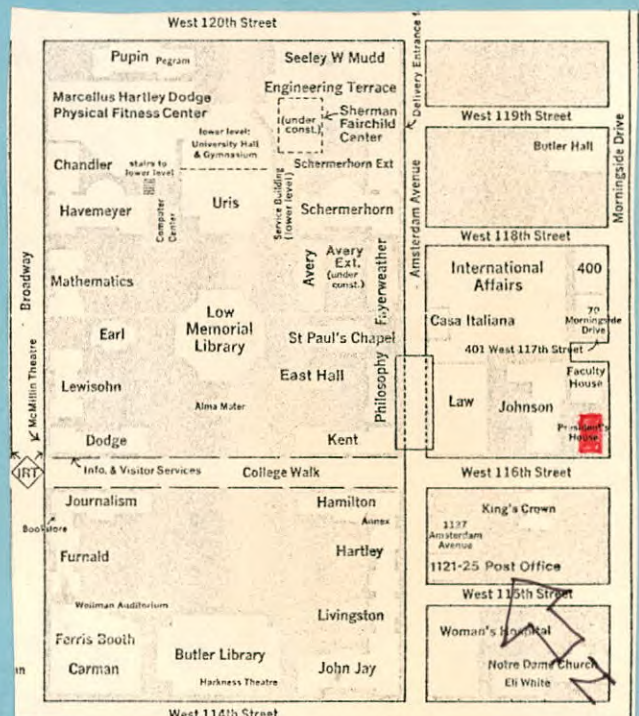 West 120th Street
Pupin Pegram
Seeley W Mudd
Delivery Entrance
Marcellus Hartley Dodge
Physical Fitness Center
Engineering Terrace
(under
const.)
Sherman
Fairchild
Center
lower level:
University Hall
& Gymnasium
West 119th Street
Butler Hall
Morningside Drive
Chandler
stairs to
lower level
Schermerhorn Ext
Havemeyer
Computer
Center
Uris
Service Building
(lower level)
Schermerhorn
Amsterdam Avenue
West 118th Street
Broadway
Mathematics
Avery
Avery
Ext.
(under
const.)
Fayerweather
International
Affairs
400
Low
Memorial
Library
Earl
St Paul's Chapel
Casa Italiana
70
Morningside
Drive
401 West 117th Street
McMillin Theatre
Lewisohn
East Hall
Philosophy
Faculty
House
Alma Mater
Law
Johnson
President's
House
Dodge
Kent
IRT
Info. & Visitor Services
College Walk
West 116th Street
Journalism
Hamilton
King's Crown
Bookstore
Annex
1127
Amsterdam
Avenue
Furnald
Hartley
1121-25 Post Office
West 115th Street
Wollman Auditorium
Livingston
Woman's Hospital
Ferris Booth
Butler Library
Notre Dame Church
Carman
John Jay
Eli White
Harkness Theatre
West 114th Street